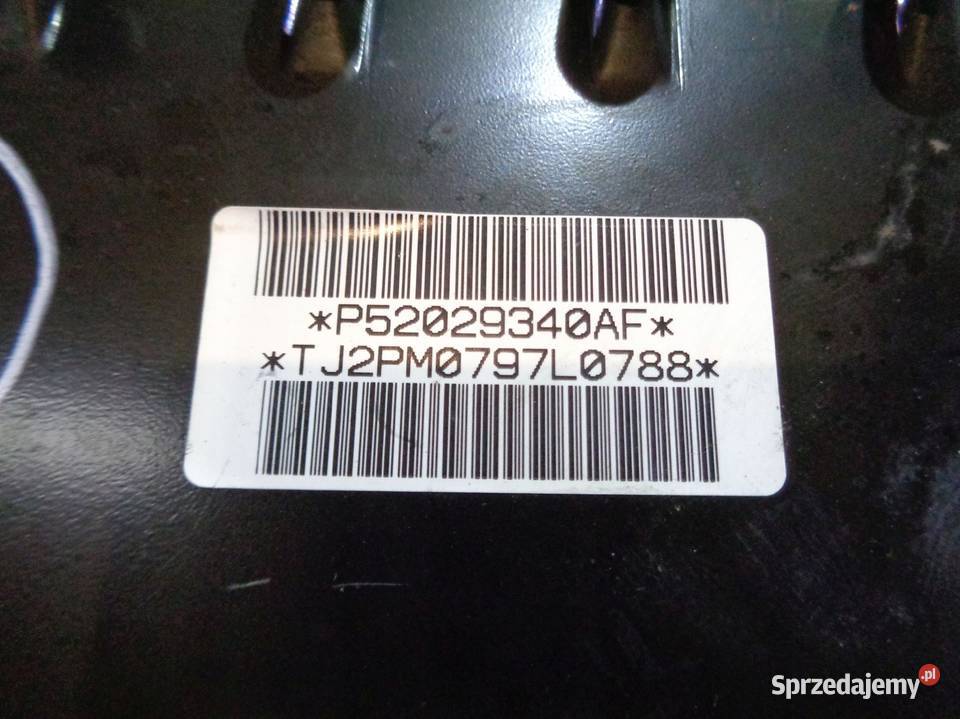 *P52029340AF*
*TJ2PM0797L0788*
Sprzedajemy.pl